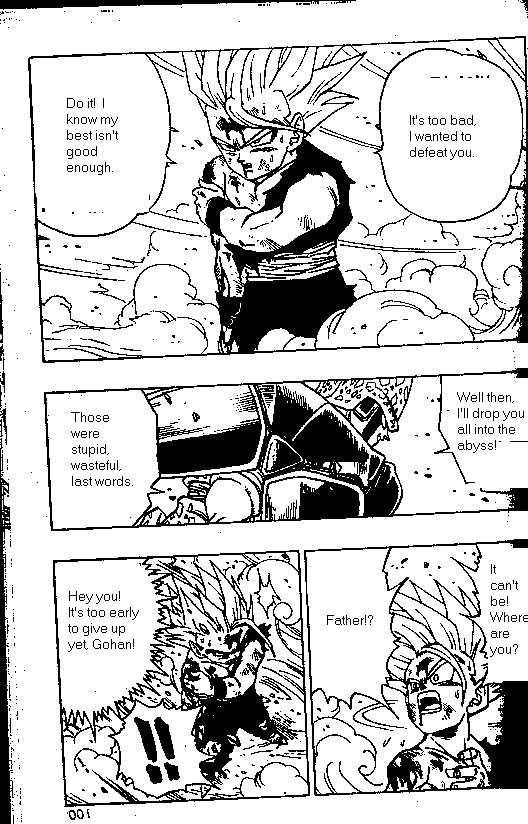 It's too bad,
I wanted to
defeat you.
Do it! I
know my
best isn't
good
enough.
Well then,
I'll drop you
all into the
abyss!
Those
were
stupid,
wasteful,
last words.
It
can't
be!
Where
are
you?
Father!?
Hey you!
It's too early
to give up
yet, Gohan!
!!
001